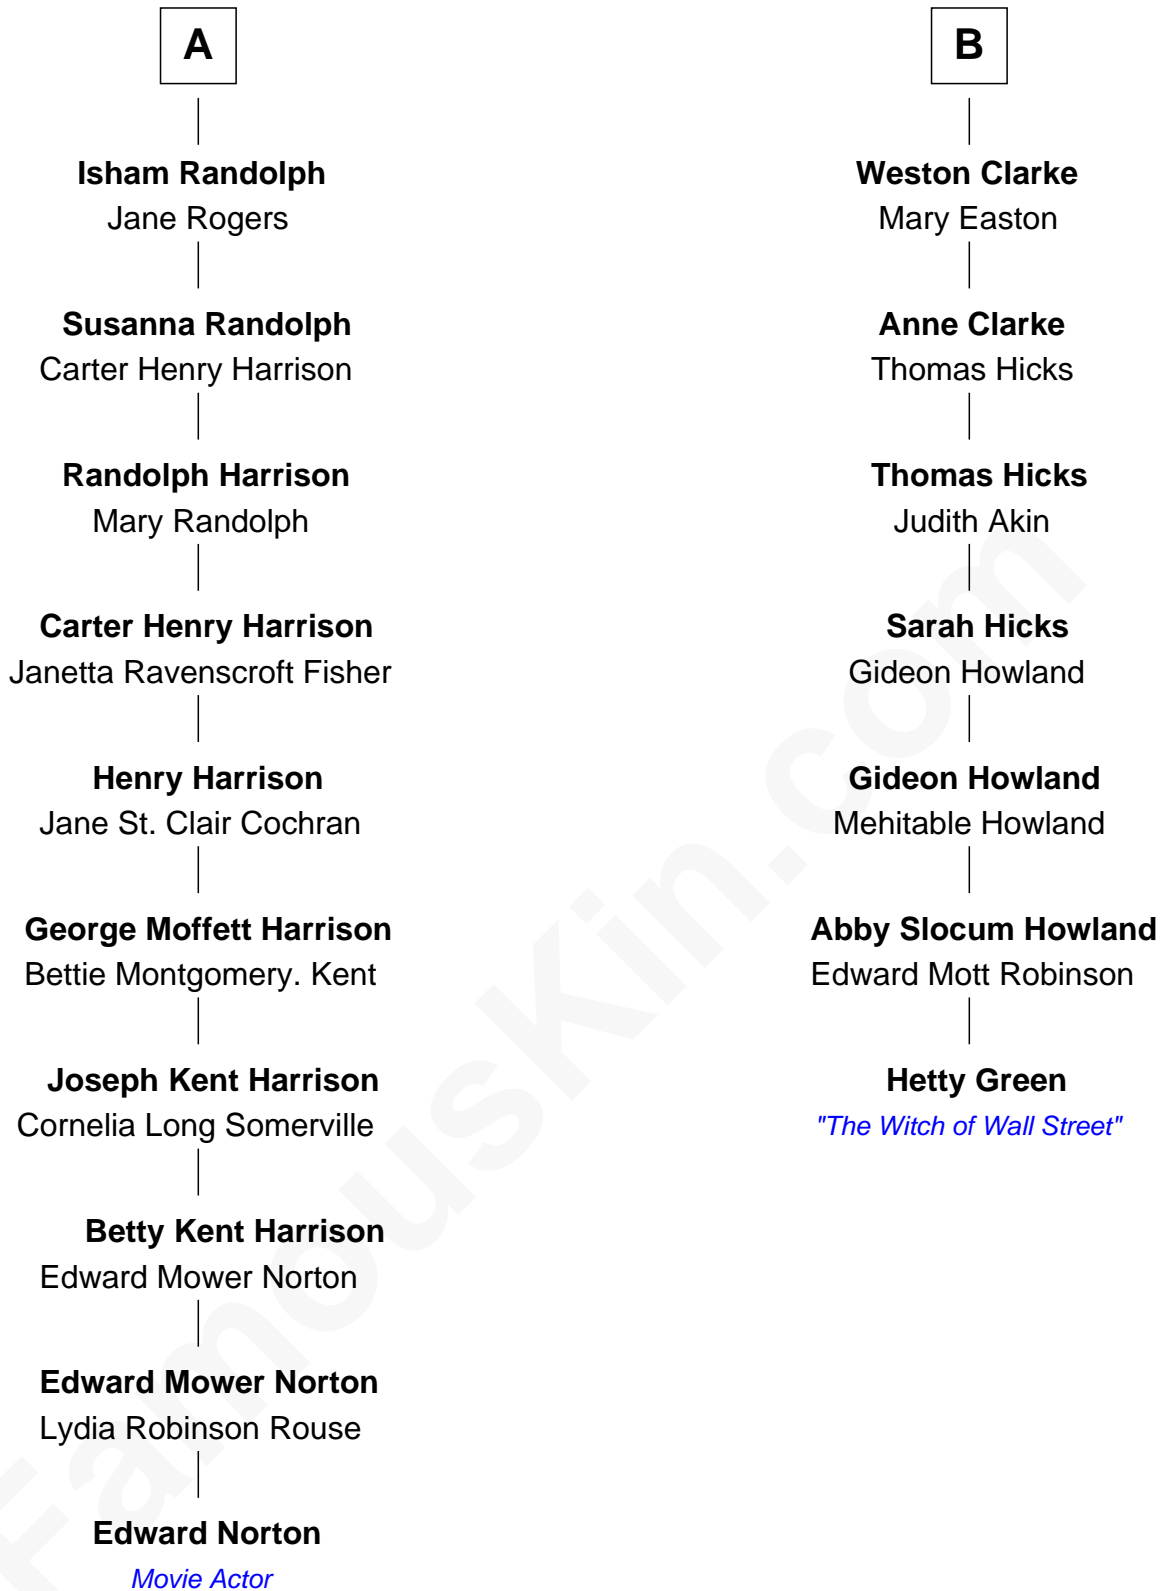 A
Isham Randolph
Jane Rogers
Susanna Randolph
Carter Henry Harrison
Randolph Harrison
Mary Randolph
Carter Henry Harrison
Janetta Ravenscroft Fisher
Henry Harrison
Jane St. Clair Cochran
George Moffett Harrison
Bettie Montgomery. Kent
Joseph Kent Harrison
Cornelia Long Somerville
Betty Kent Harrison
Edward Mower Norton
Edward Mower Norton
Lydia Robinson Rouse
Edward Norton
Movie Actor
B
Weston Clarke
Mary Easton
Anne Clarke
Thomas Hicks
Thomas Hicks
Judith Akin
Sarah Hicks
Gideon Howland
Gideon Howland
Mehitable Howland
Abby Slocum Howland
Edward Mott Robinson
Hetty Green
"The Witch of Wall Street"
FamousKin.com